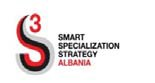 3
SMART
SPECIALIZATION
STRATEGY
ALBANIA